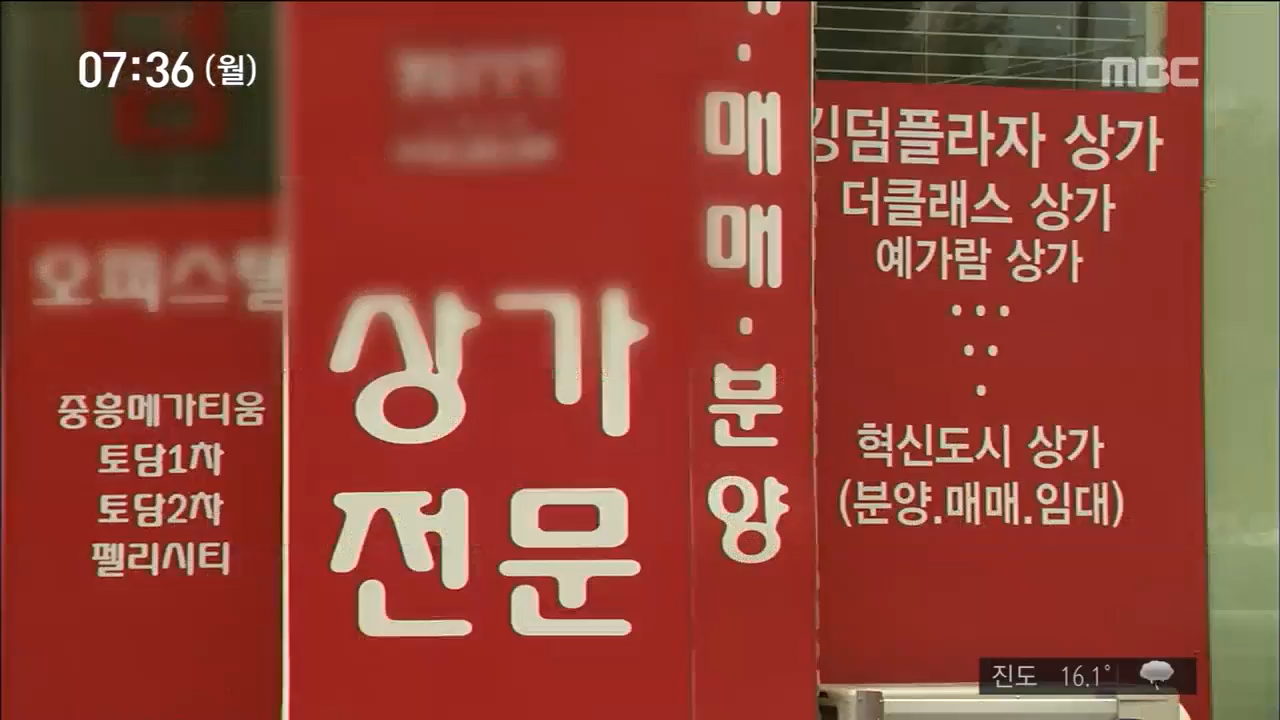 07:36 (월)
MBC
오피스텔
중흥메가티움
토담1차
토담2차
펠리시티
상가
전문
·
매
매
·
분
양
킹덤플라자 상가
더클래스 상가
예가람 상가
혁신도시 상가
(분양.매매.임대)
진도 16.1°